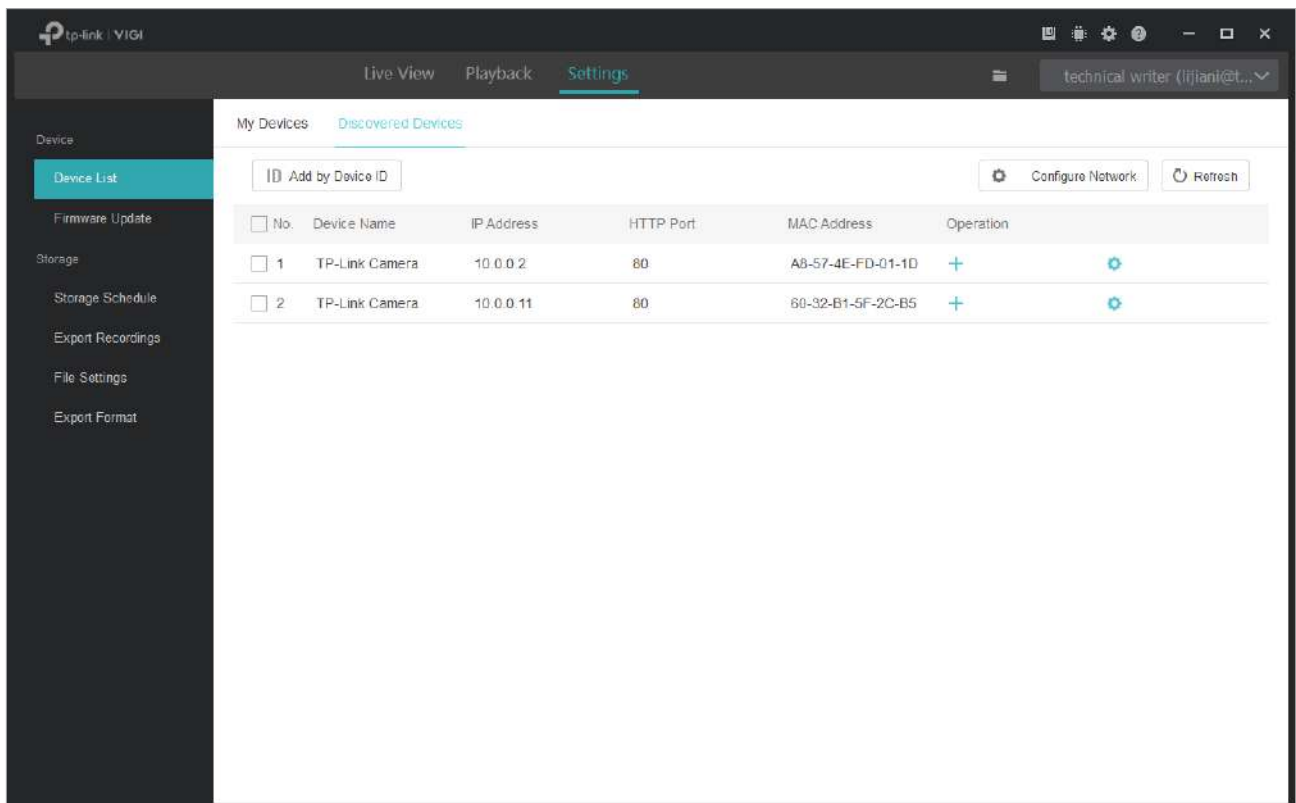 tp-link | VIGI
Live View Playback Settings technical writer (lijiani@t...
My Devices Discovered Devices
Device
Device List
Firmware Update
Storage
Storage Schedule
Export Recordings
File Settings
Export Format
ID Add by Device ID Configure Network Refresh
No. Device Name IP Address HTTP Port MAC Address Operation
1 TP-Link Camera 10.0.0.2 80 A8-57-4E-FD-01-1D
2 TP-Link Camera 10.0.0.11 80 60-32-B1-5F-2C-B5